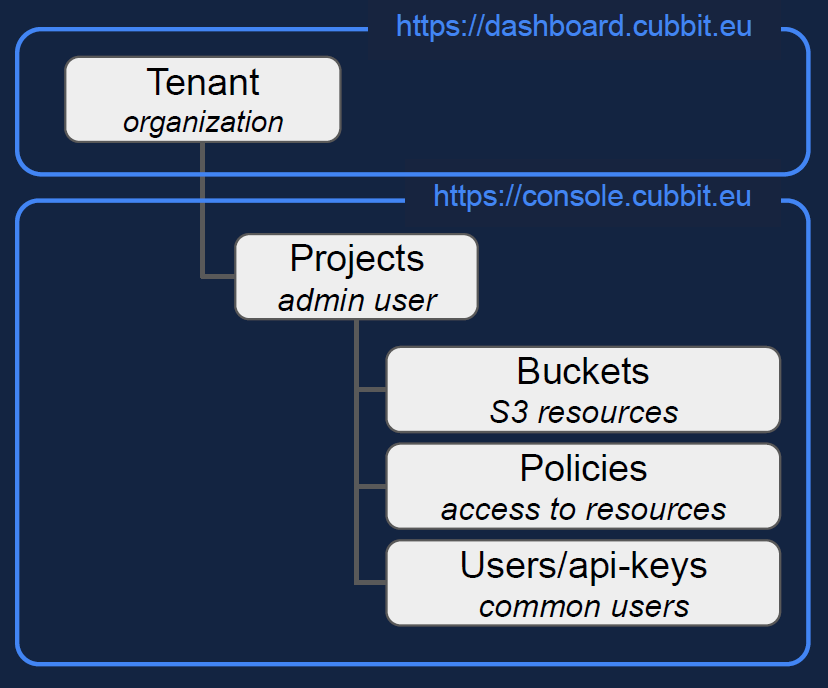 https://dashboard.cubbit.eu
Tenant
organization
https://console.cubbit.eu
Projects
admin user
Buckets
S3 resources
Policies
access to resources
Users/api-keys
common users